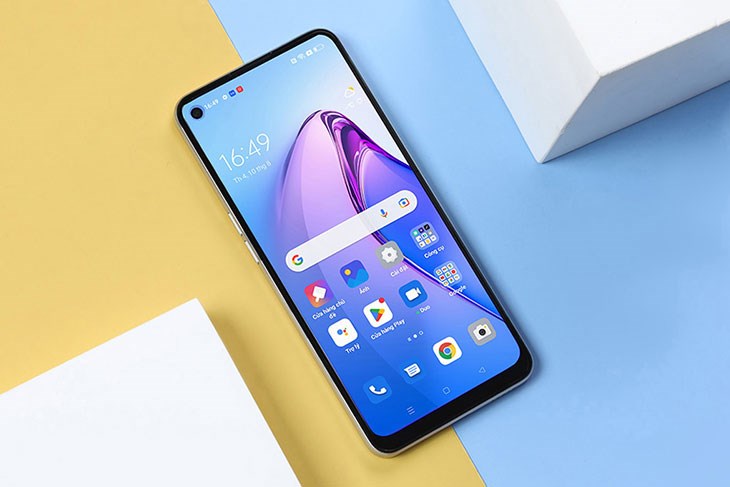 16:49
16:49
Th 4, 10 thg 8
Cửa hàng chủ đề
Ảnh
Cài đặt
Công cụ
Trợ lý
Cửa hàng Play
Duo
Google